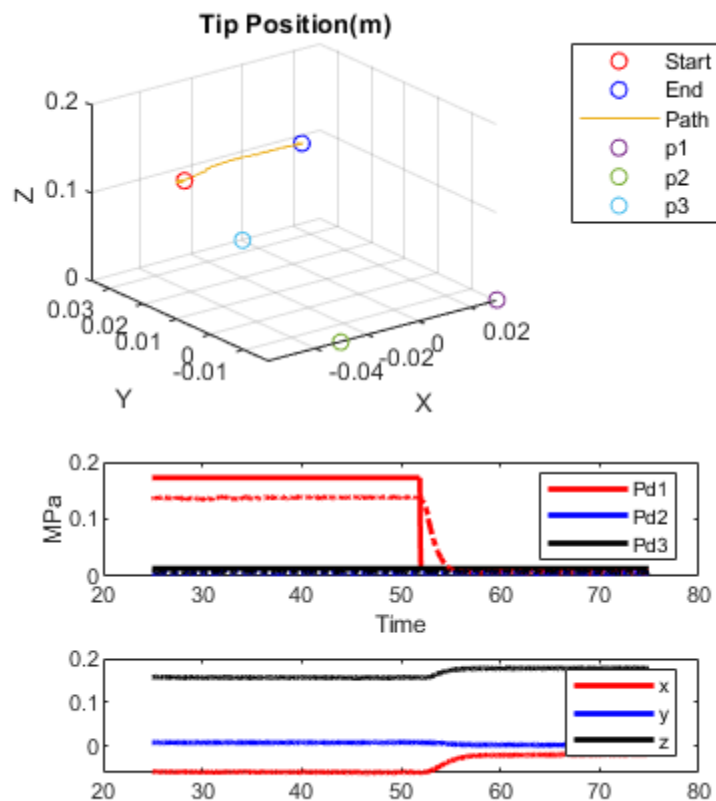 Tip Position(m)
0.2
0.1
0
Z
0.03
0.02
0.01
0
-0.01
Y
-0.04
-0.02
0
0.02
X
Start
End
Path
p1
p2
p3
0.2
0.1
0
MPa
20 30 40 50 60 70 80
Time
Pd1
Pd2
Pd3
0.2
0.1
0
20 30 40 50 60 70 80
x
y
z